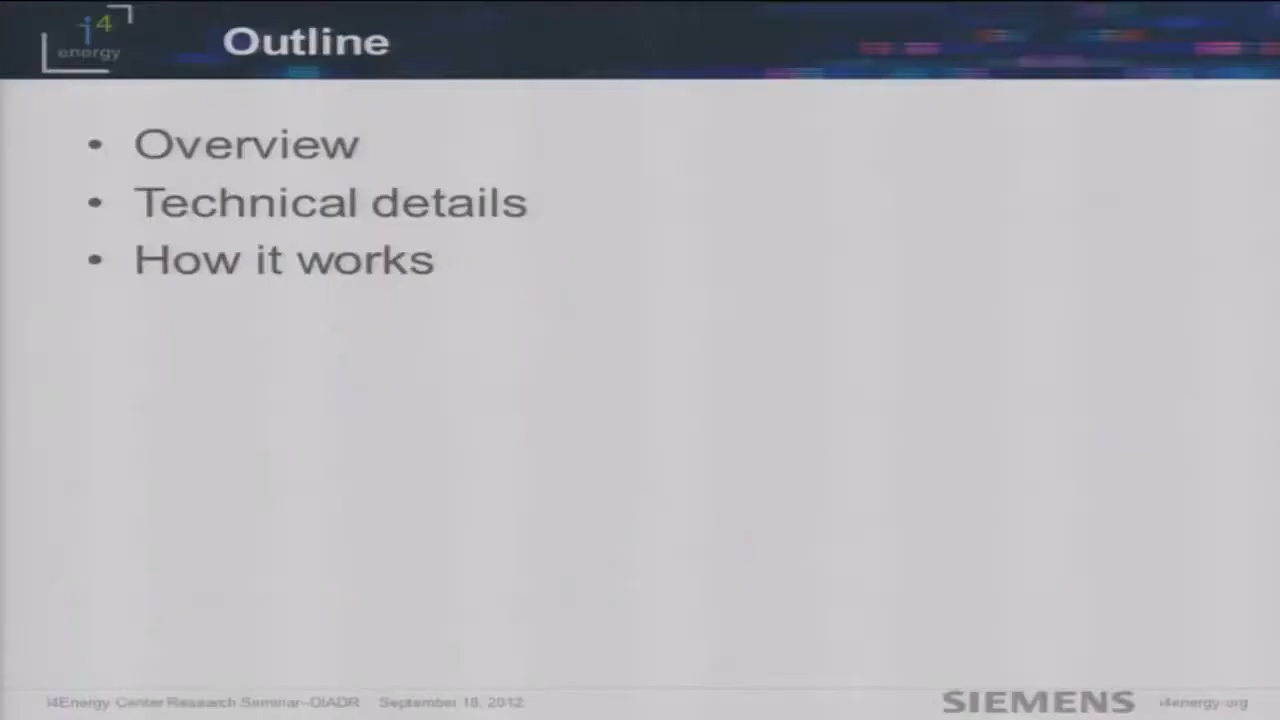 i4
energy
Outline
• Overview
• Technical details
• How it works
i4Energy Center Research Seminar–DIADR September 18, 2012
SIEMENS
i4energy.org